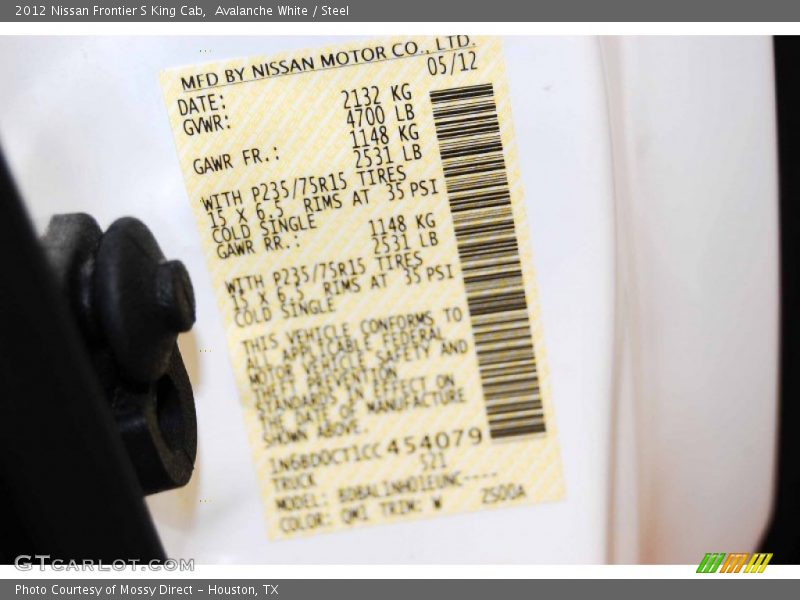 2012 Nissan Frontier S King Cab,  Avalanche White / Steel
MFD BY NISSAN MOTOR CO., LTD.
DATE: 05/12
GVWR: 2132 KG
4700 LB
GAWR FR.: 1148 KG
2531 LB
WITH P235/75R15 TIRES
15 X 6.5 RIMS AT 35 PSI
COLD SINGLE
GAWR RR.: 1148 KG
2531 LB
WITH P235/75R15 TIRES
15 X 6.5 RIMS AT 35 PSI
COLD SINGLE
THIS VEHICLE CONFORMS TO
ALL APPLICABLE FEDERAL
MOTOR VEHICLE SAFETY AND
THEFT PREVENTION
STANDARDS IN EFFECT ON
THE DATE OF MANUFACTURE
SHOWN ABOVE.
1N6BD0CT1CC454079
TRUCK 521
MODEL: BDBAL1NHD1EUNC----
COLOR: QM1 TRIM: W ZS00A
GTCARLOT.COM
Photo Courtesy of Mossy Direct - Houston, TX